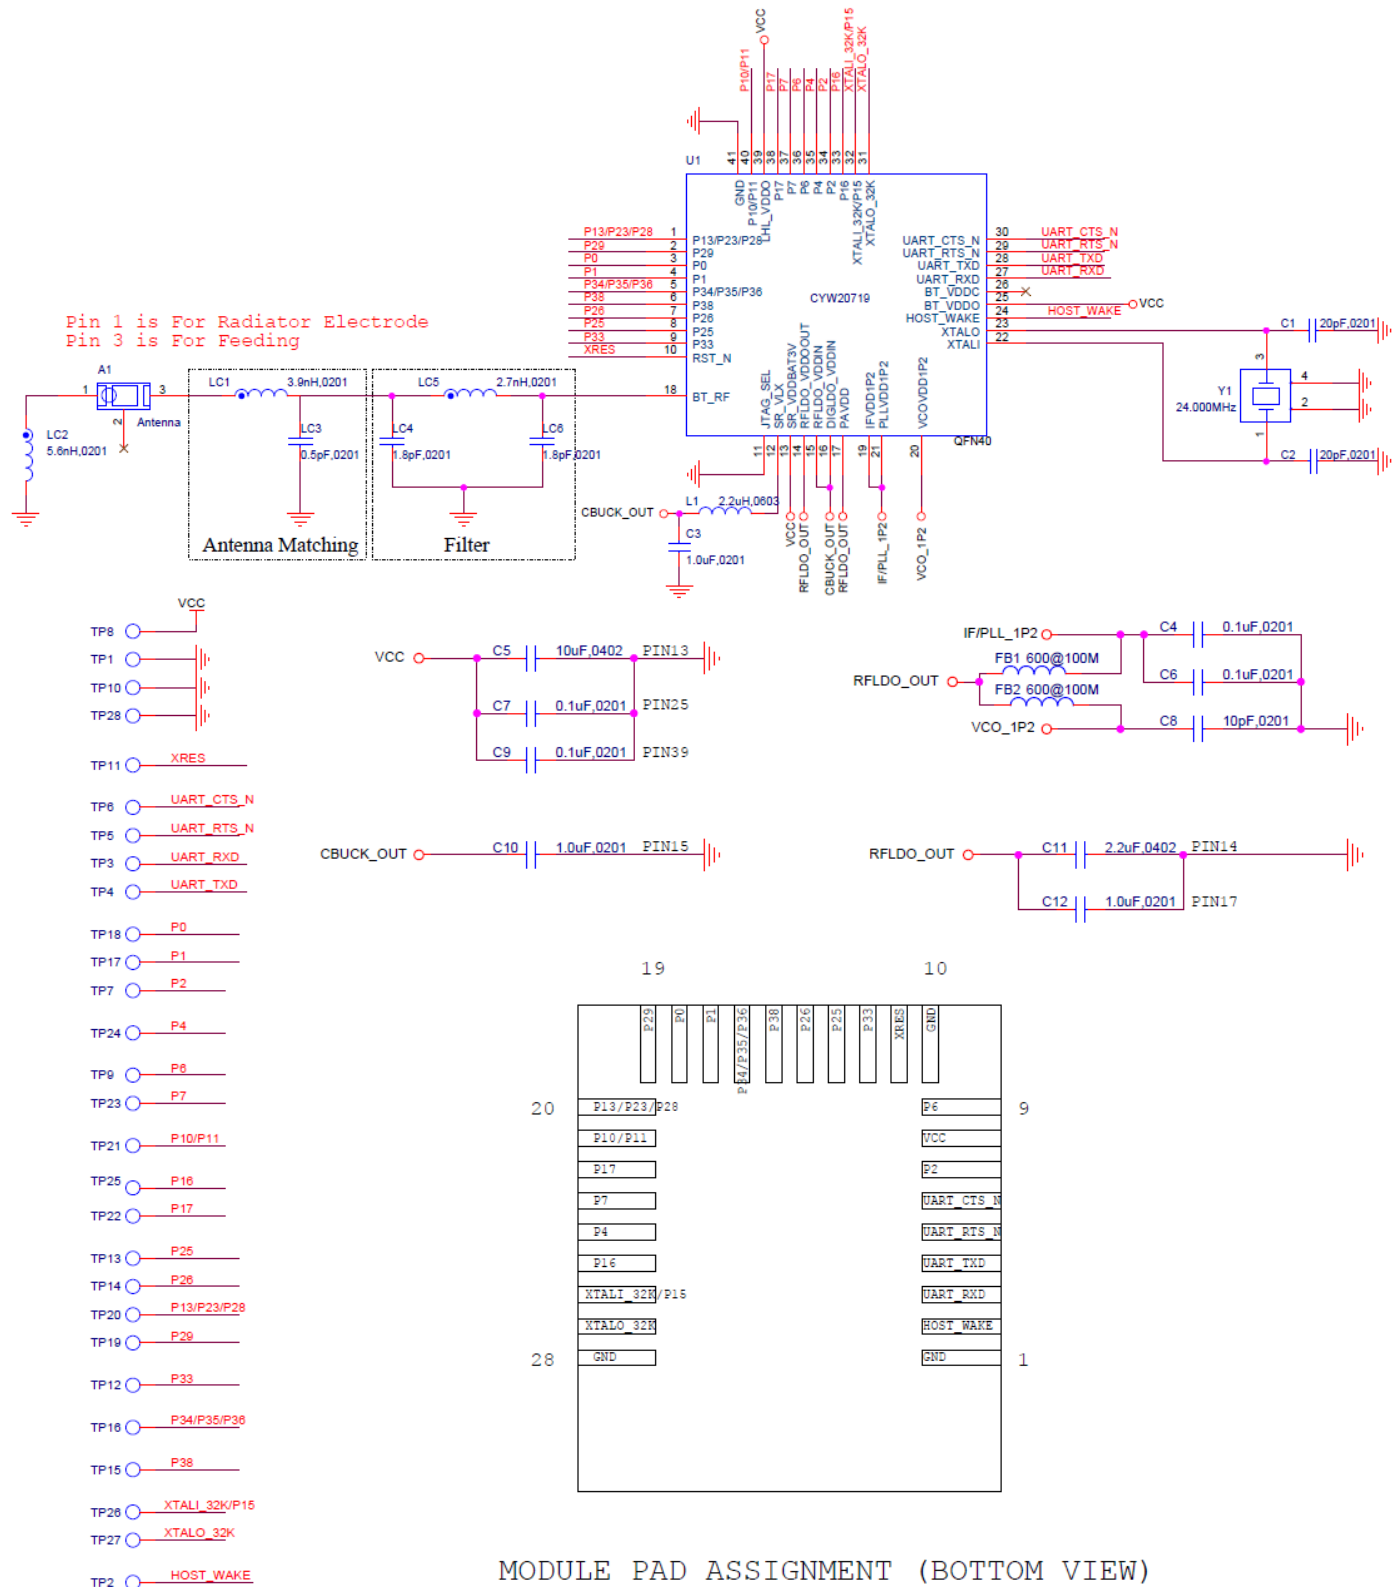 VCC
P10/P11
P17
P7
P6
P4
P2
P16
XTALI_32K/P15
XTALO_32K
U1
41
40
39
38
37
36
35
34
33
32
31
GND
P10/P11
LHL_VDDO
P17
P7
P6
P4
P2
P16
XTALI_32K/P15
XTALO_32K
P13/P23/P28 1 P13/P23/P28
P29 2 P29
P0 3 P0
P1 4 P1
P34/P35/P36 5 P34/P35/P36
P38 6 P38
P26 7 P26
P25 8 P25
P33 9 P33
XRES 10 RST_N
18 BT_RF
CYW20719
UART_CTS_N 30 UART_CTS_N
UART_RTS_N 29 UART_RTS_N
UART_TXD 28 UART_TXD
UART_RXD 27 UART_RXD
BT_VDDC 26
BT_VDDO 25 VCC
HOST_WAKE 24 HOST_WAKE
XTALO 23
XTALI 22
C1 20pF,0201
3
4
Y1
24.000MHz
2
1
C2 20pF,0201
QFN40
JTAG_SEL
SR_VLX
SR_VDDBAT3V
RFLDO_VDDOOUT
RFLDO_VDDIN
DIGLDO_VDDIN
PAVDD
IFVDD1P2
PLLVDD1P2
VCOVDD1P2
11
12
13
14
15
16
17
19
21
20
Pin 1 is For Radiator Electrode
Pin 3 is For Feeding
A1
1
3
2
Antenna
LC2
5.6nH,0201
LC1 3.9nH,0201
LC3
0.5pF,0201
LC5 2.7nH,0201
LC4
1.8pF,0201
LC6
1.8pF,0201
Antenna Matching
Filter
CBUCK_OUT
L1 2.2uH,0603
C3
1.0uF,0201
VCC
RFLDO_OUT
CBUCK_OUT
RFLDO_OUT
IF/PLL_1P2
VCO_1P2
VCC
TP8
TP1
TP10
TP28
TP11 XRES
TP6 UART_CTS_N
TP5 UART_RTS_N
TP3 UART_RXD
TP4 UART_TXD
TP18 P0
TP17 P1
TP7 P2
TP24 P4
TP9 P6
TP23 P7
TP21 P10/P11
TP25 P16
TP22 P17
TP13 P25
TP14 P26
TP20 P13/P23/P28
TP19 P29
TP12 P33
TP16 P34/P35/P36
TP15 P38
TP26 XTALI_32K/P15
TP27 XTALO_32K
TP2 HOST_WAKE
VCC C5 10uF,0402 PIN13
C7 0.1uF,0201 PIN25
C9 0.1uF,0201 PIN39
IF/PLL_1P2 C4 0.1uF,0201
FB1 600@100M
RFLDO_OUT C6 0.1uF,0201
FB2 600@100M
VCO_1P2 C8 10pF,0201
CBUCK_OUT C10 1.0uF,0201 PIN15
RFLDO_OUT C11 2.2uF,0402 PIN14
C12 1.0uF,0201 PIN17
19 10
P29
P0
P1
P34/P35/P36
P38
P26
P25
P33
XRES
GND
20 P13/P23/P28 P6 9
P10/P11 VCC
P17 P2
P7 UART_CTS_N
P4 UART_RTS_N
P16 UART_TXD
XTALI_32K/P15 UART_RXD
XTALO_32K HOST_WAKE
28 GND GND 1
MODULE PAD ASSIGNMENT (BOTTOM VIEW)